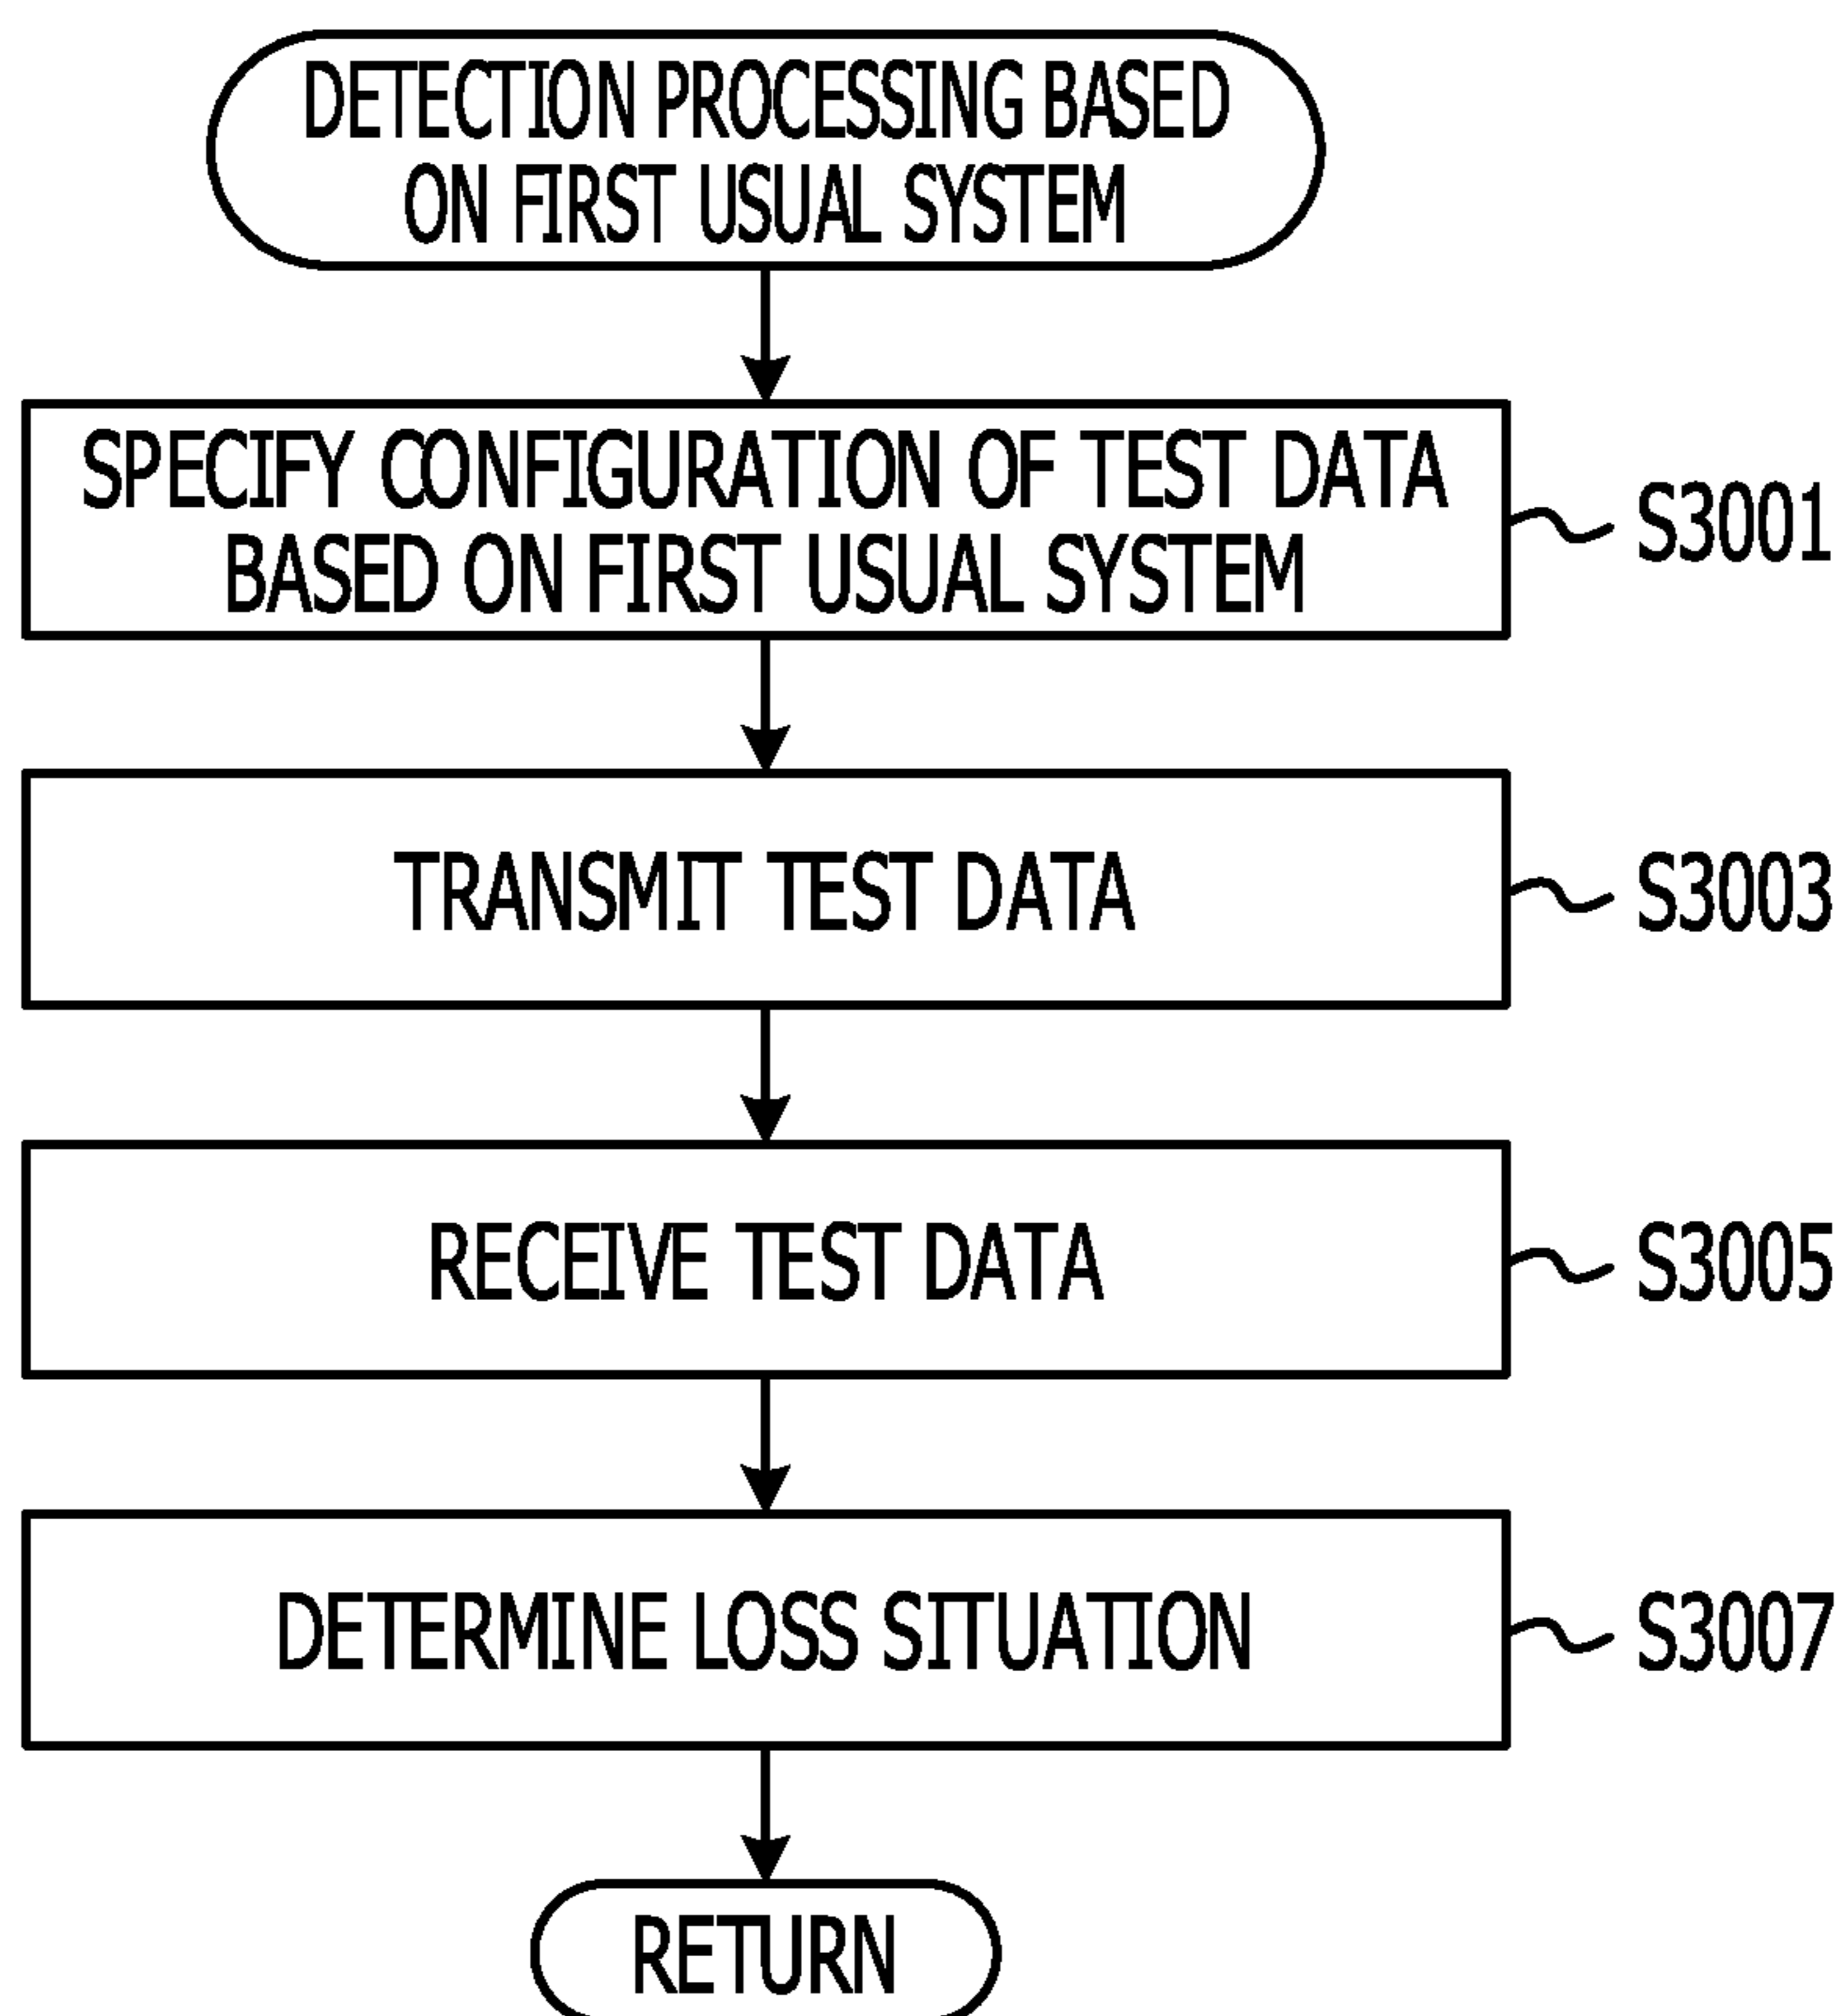 DETECTION PROCESSING BASED
ON FIRST USUAL SYSTEM
SPECIFY CONFIGURATION OF TEST DATA
BASED ON FIRST USUAL SYSTEM
S3001
TRANSMIT TEST DATA
S3003
RECEIVE TEST DATA
S3005
DETERMINE LOSS SITUATION
S3007
RETURN